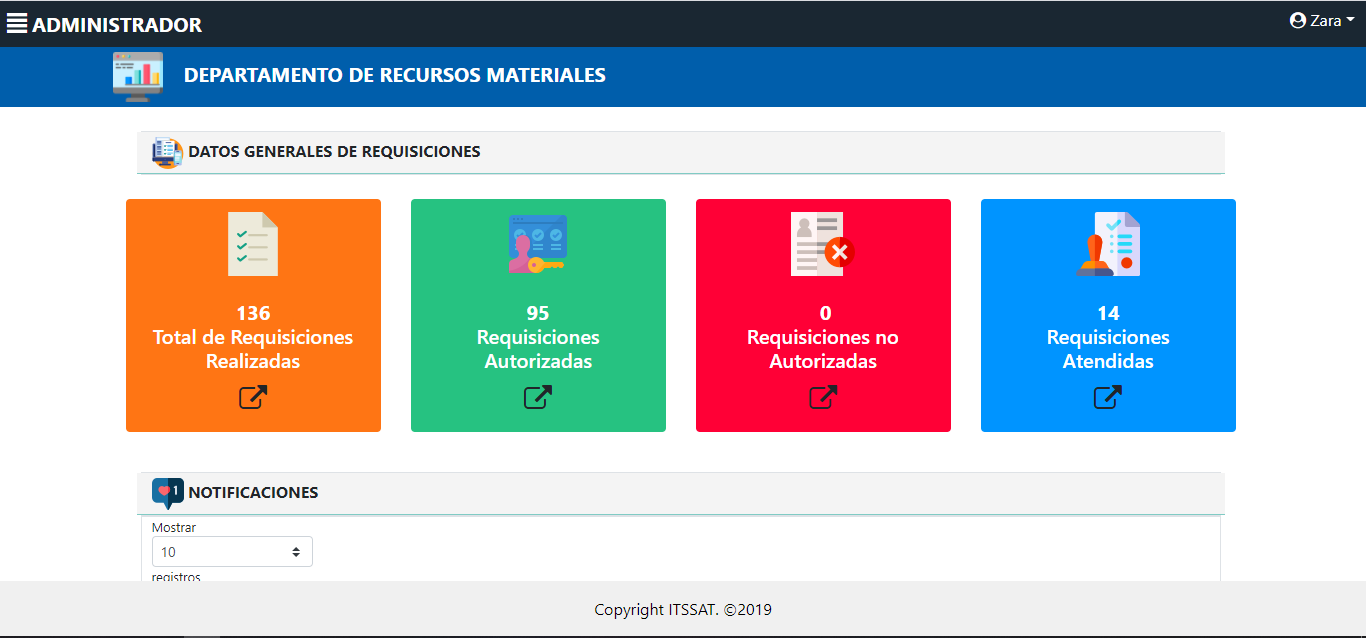 ADMINISTRADOR
Zara
DEPARTAMENTO DE RECURSOS MATERIALES
DATOS GENERALES DE REQUISICIONES
136
Total de Requisiciones
Realizadas
95
Requisiciones
Autorizadas
0
Requisiciones no
Autorizadas
14
Requisiciones
Atendidas
1
NOTIFICACIONES
Mostrar
10
registros
Copyright ITSSAT. ©2019